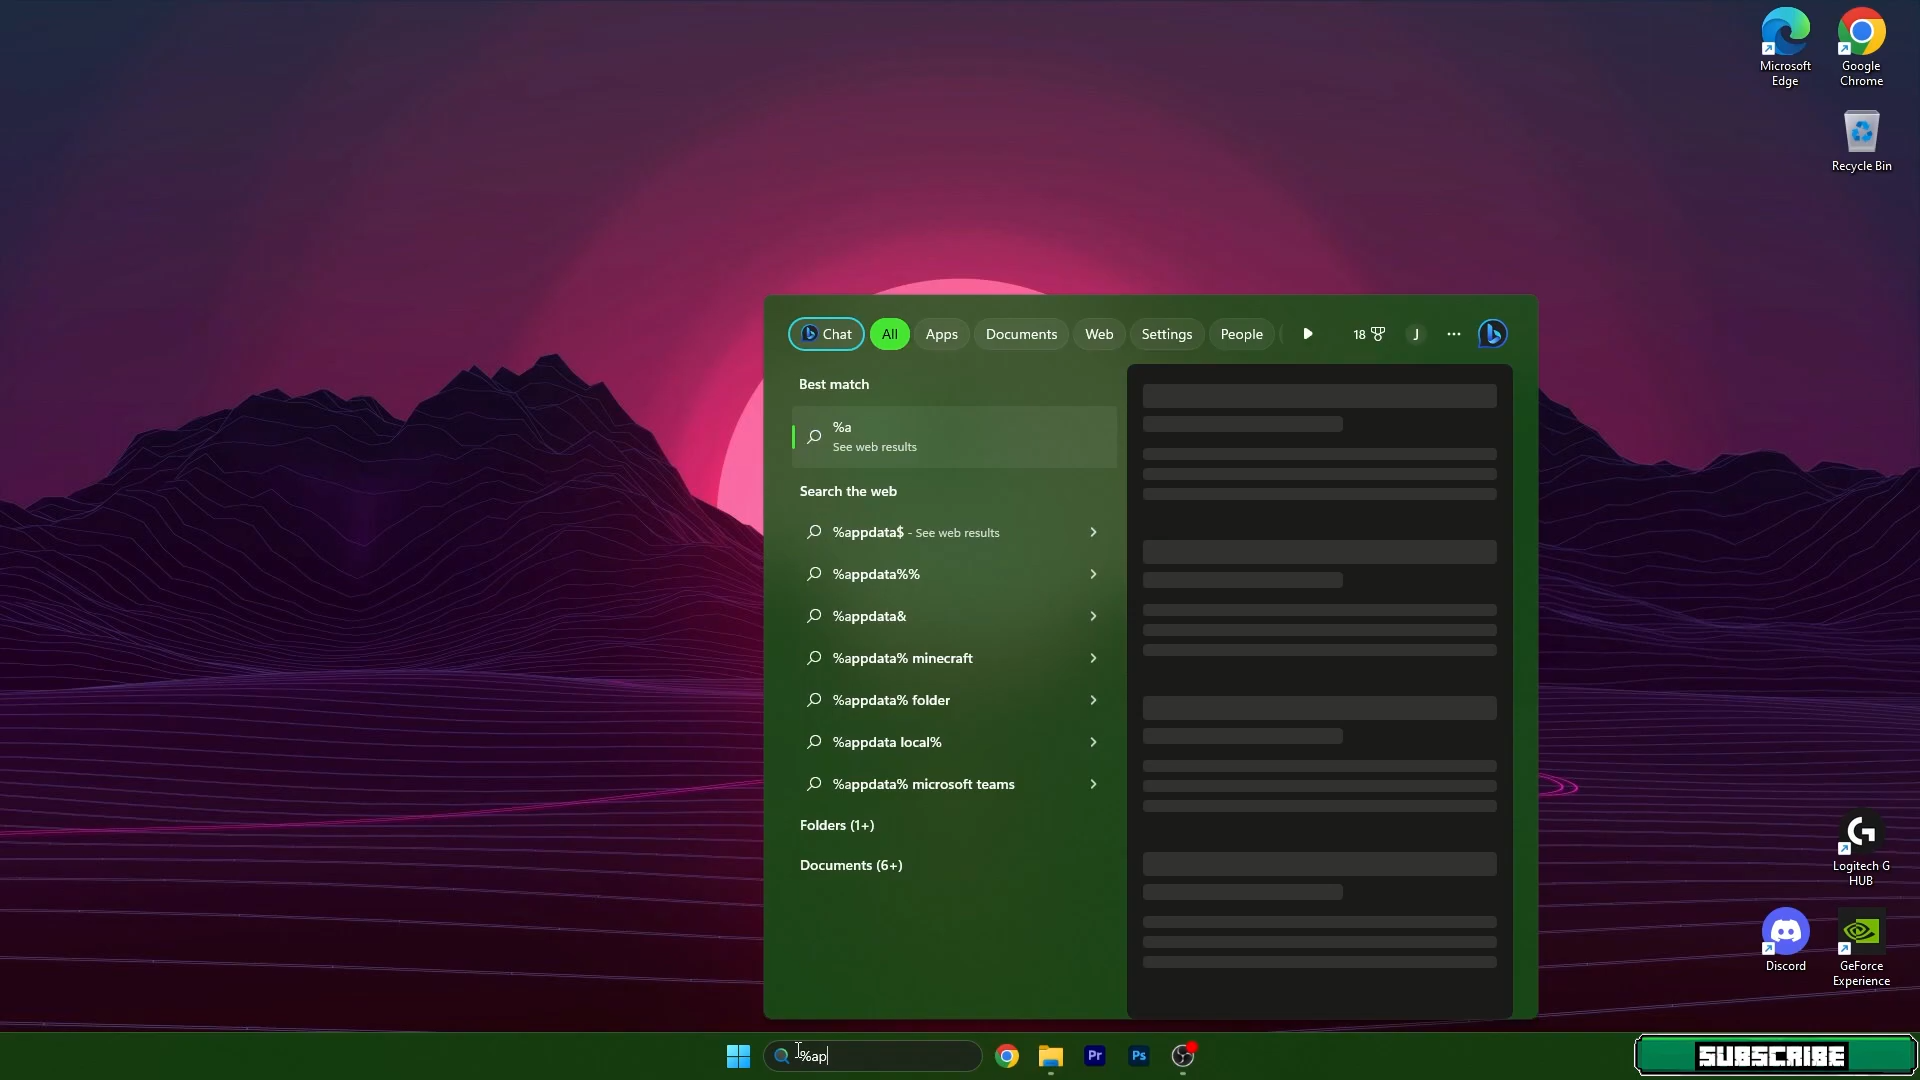 Microsoft
Edge
Google
Chrome
Recycle Bin
Chat
All
Apps
Documents
Web
Settings
People
18
J
Best match
%a
See web results
Search the web
%appdata$ - See web results
%appdata%%
%appdata&
%appdata% minecraft
%appdata% folder
%appdata local%
%appdata% microsoft teams
Folders (1+)
Documents (6+)
Logitech G
HUB
Discord
GeForce
Experience
%ap
Pr
Ps
SUBSCRIBE